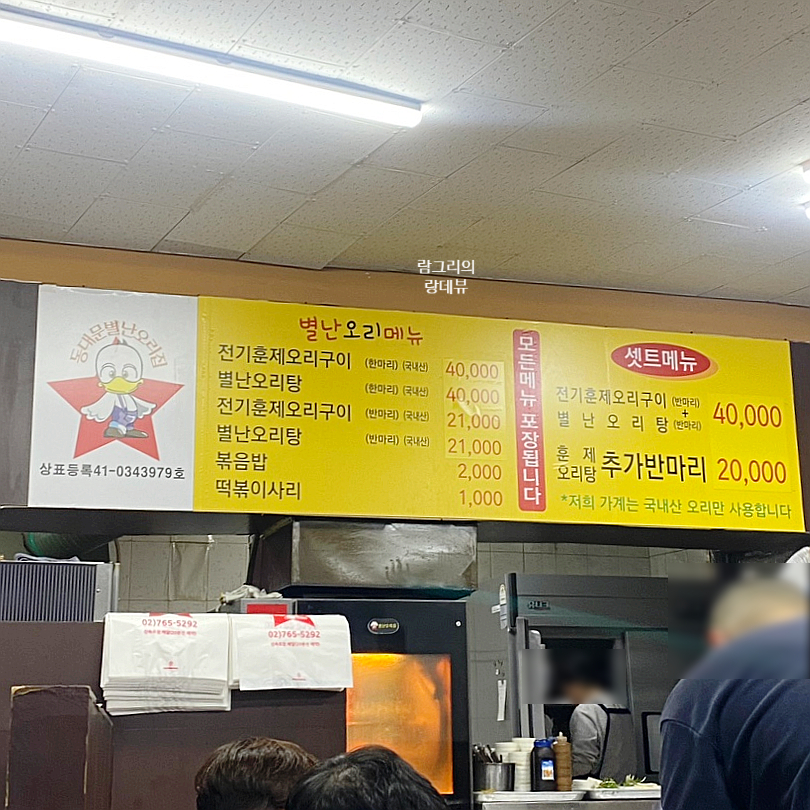 람그리의
랑데뷰
동대문별난오리집
상표등록41-0343979호
별난오리메뉴
전기훈제오리구이 (한마리) (국내산) 40,000
별난오리탕 (한마리) (국내산) 40,000
전기훈제오리구이 (반마리) (국내산) 21,000
별난오리탕 (반마리) (국내산) 21,000
볶음밥 2,000
떡볶이사리 1,000
모든메뉴 포장됩니다
셋트메뉴
전기훈제오리구이 (반마리)
+
별난오리탕 (반마리)
40,000
훈제
오리탕 추가반마리 20,000
*저희 가게는 국내산 오리만 사용합니다
02)765-5292
02)765-5292